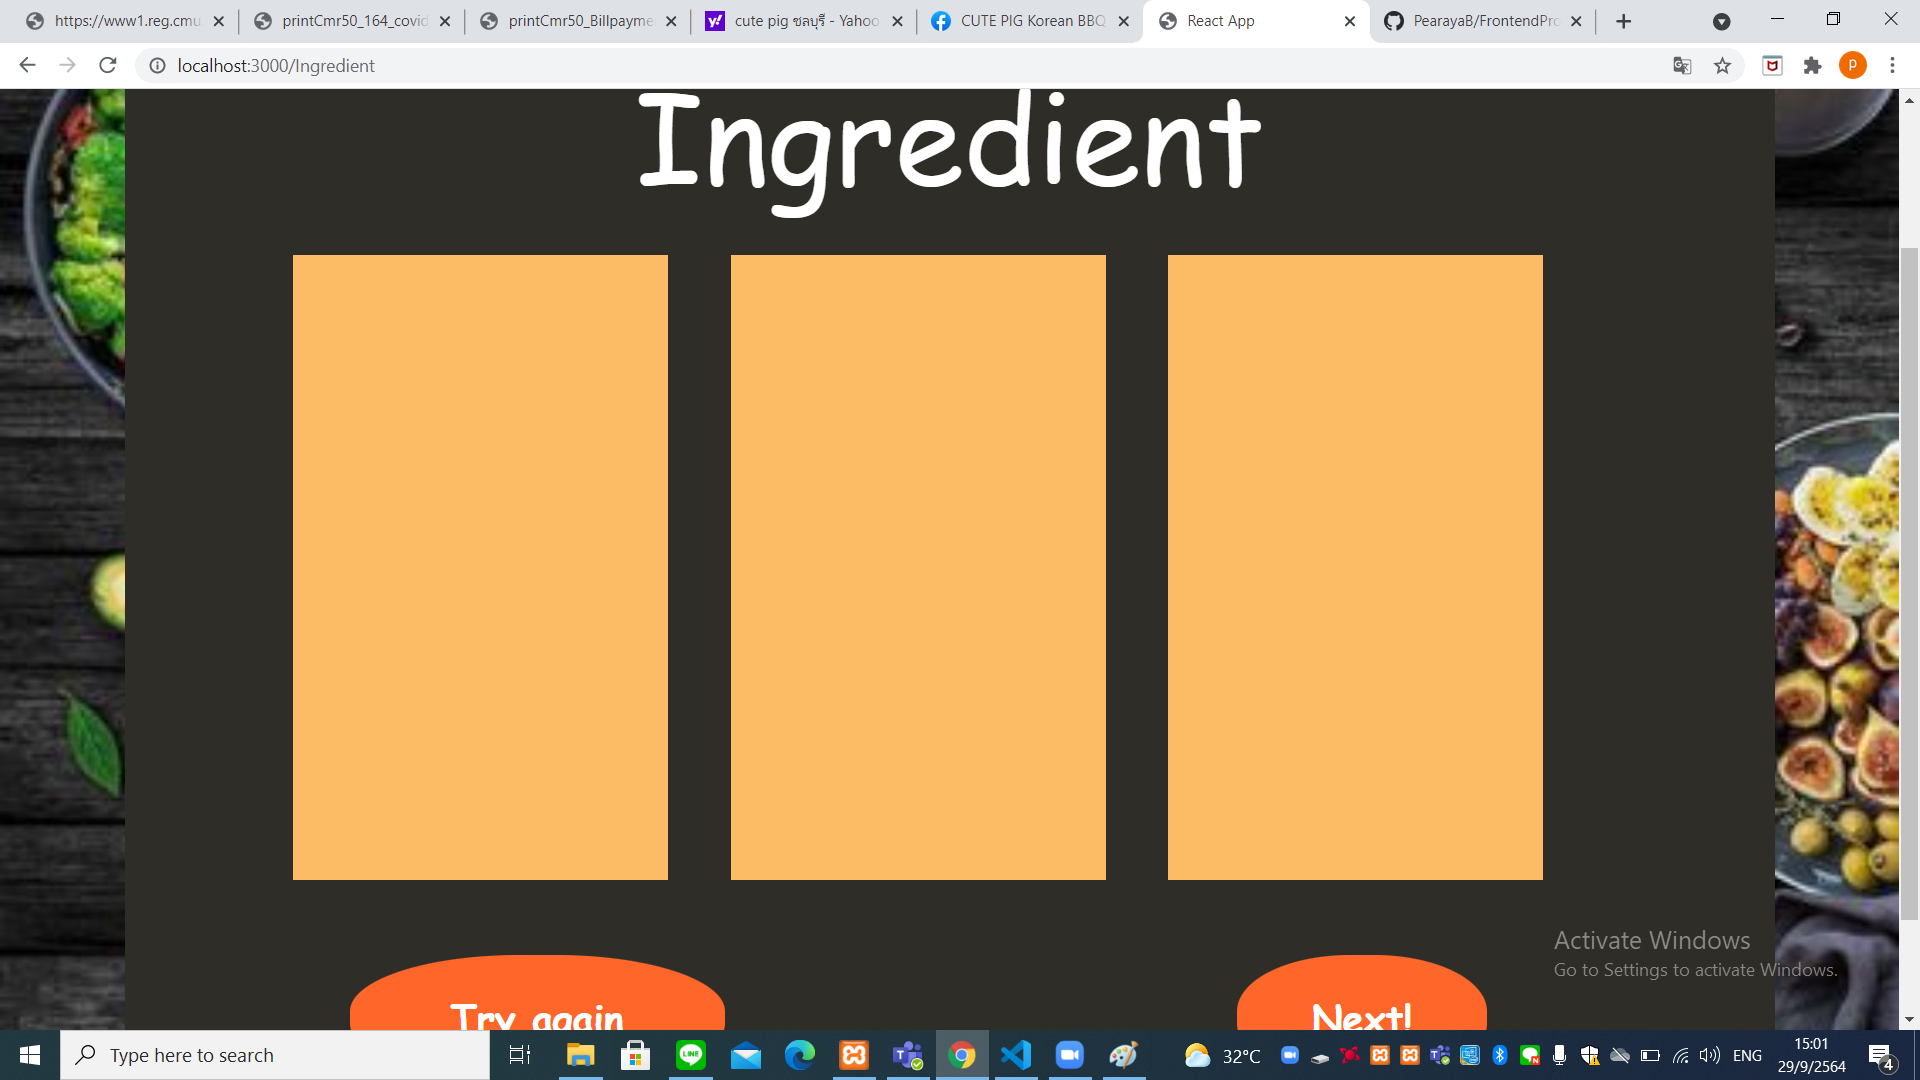 https://www1.reg.cmu
printCmr50_164_covid
printCmr50_Billpayme
cute pig ชลบุรี - Yahoo
CUTE PIG Korean BBQ
React App
PearayaB/FrontendPro
localhost:3000/Ingredient
P
Ingredient
Try again
Next!
Activate Windows
Go to Settings to activate Windows.
Type here to search
LINE
32°C
ENG
15:01
29/9/2564
4